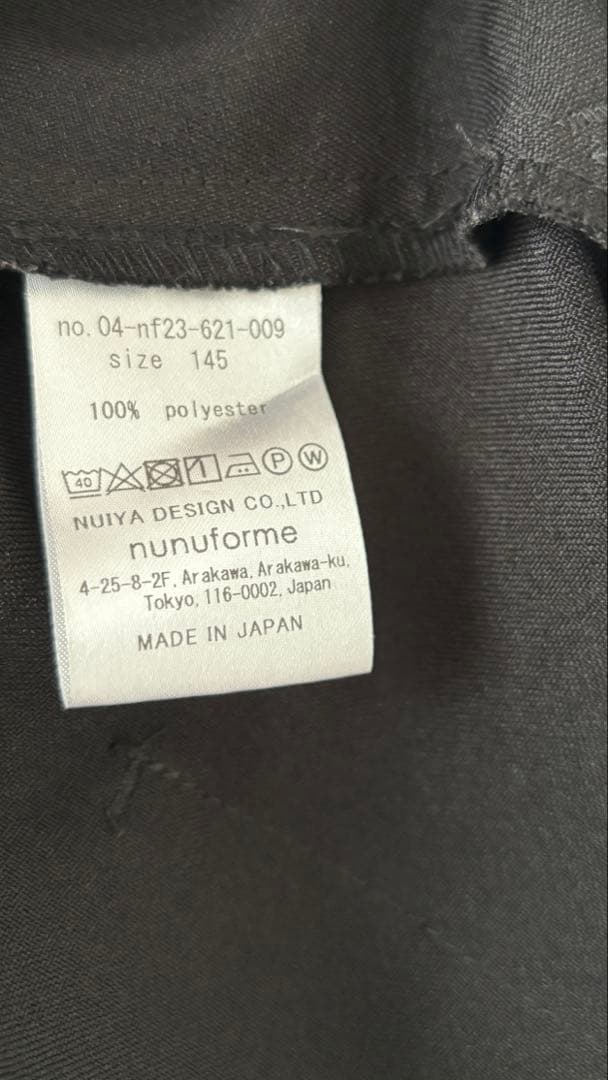 no. 04-nf23-621-009
size 145
100% polyester
40 P W
NUIYA DESIGN CO.,LTD
nunuforme
4-25-8-2F, Arakawa, Arakawa-ku,
Tokyo, 116-0002, Japan
MADE IN JAPAN